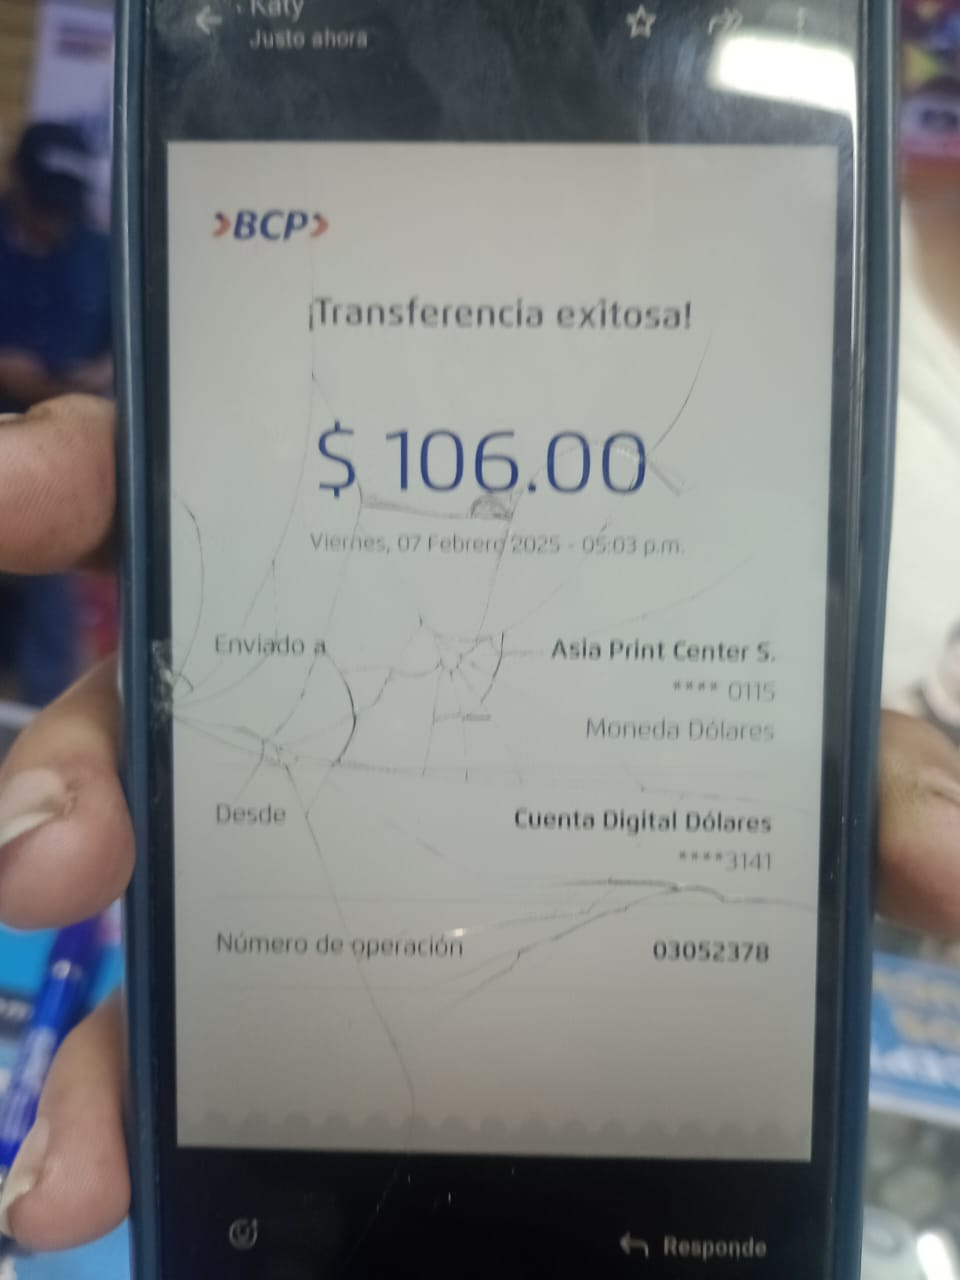 Katy
Justo ahora
BCP
¡Transferencia exitosa!
$ 106.00
Viernes, 07 Febrero 2025 - 05:03 p.m.
Enviado a
Asia Print Center S.
**** 0115
Moneda Dólares
Desde
Cuenta Digital Dólares
****3141
Número de operación
03052378
Responde